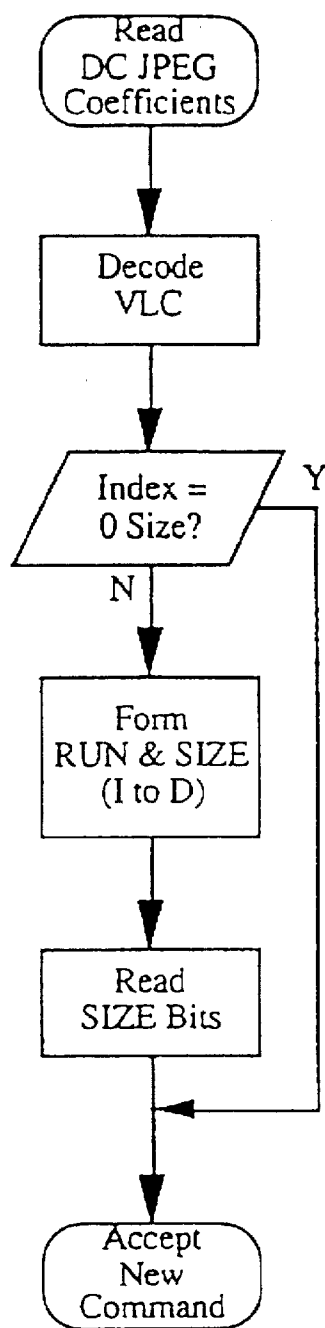 Read
DC JPEG
Coefficients
Decode
VLC
Index =
0 Size?
Y
N
Form
RUN & SIZE
(I to D)
Read
SIZE Bits
Accept
New
Command